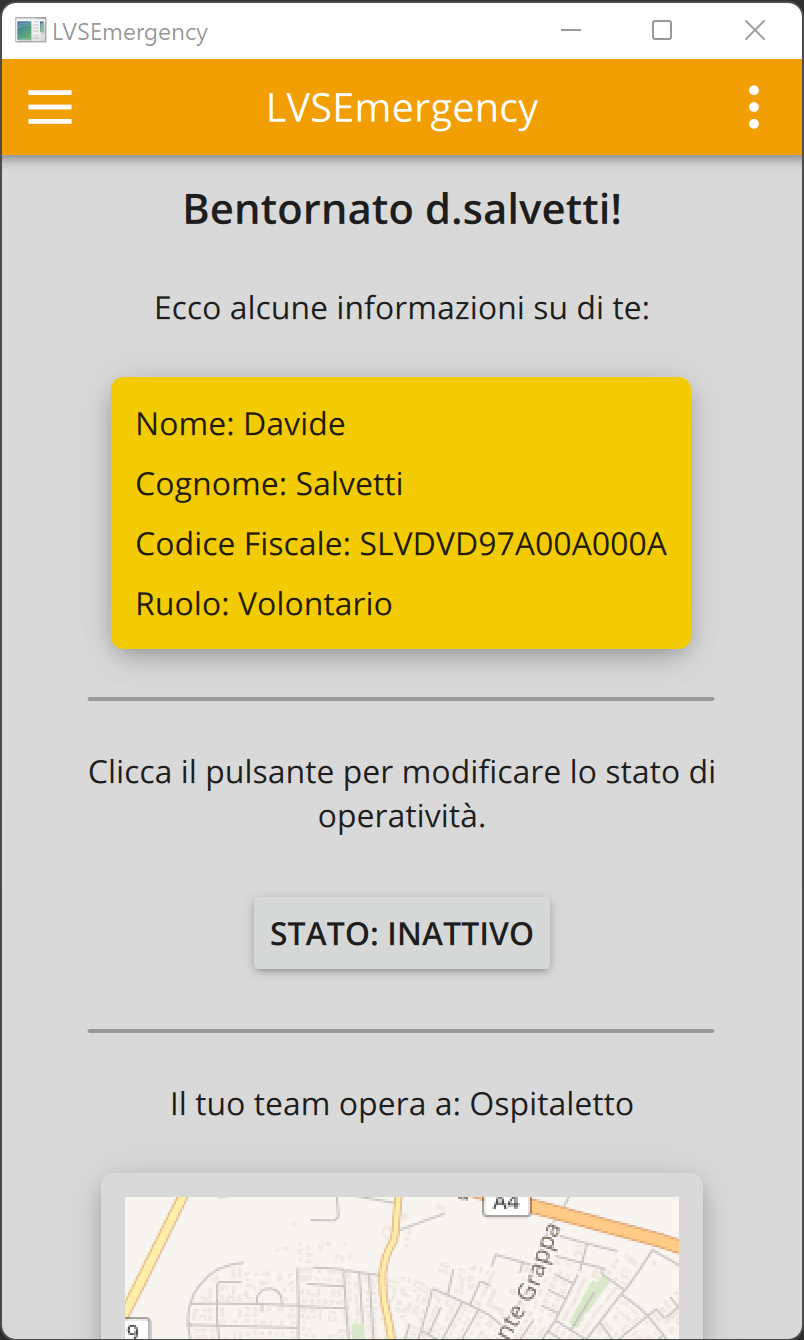 LVSEmergency
LVSEmergency
Bentornato d.salvetti!
Ecco alcune informazioni su di te:
Nome: Davide
Cognome: Salvetti
Codice Fiscale: SLVDVD97A00A000A
Ruolo: Volontario
Clicca il pulsante per modificare lo stato di
operatività.
STATO: INATTIVO
Il tuo team opera a: Ospitaletto
A4
nte Grappa
9